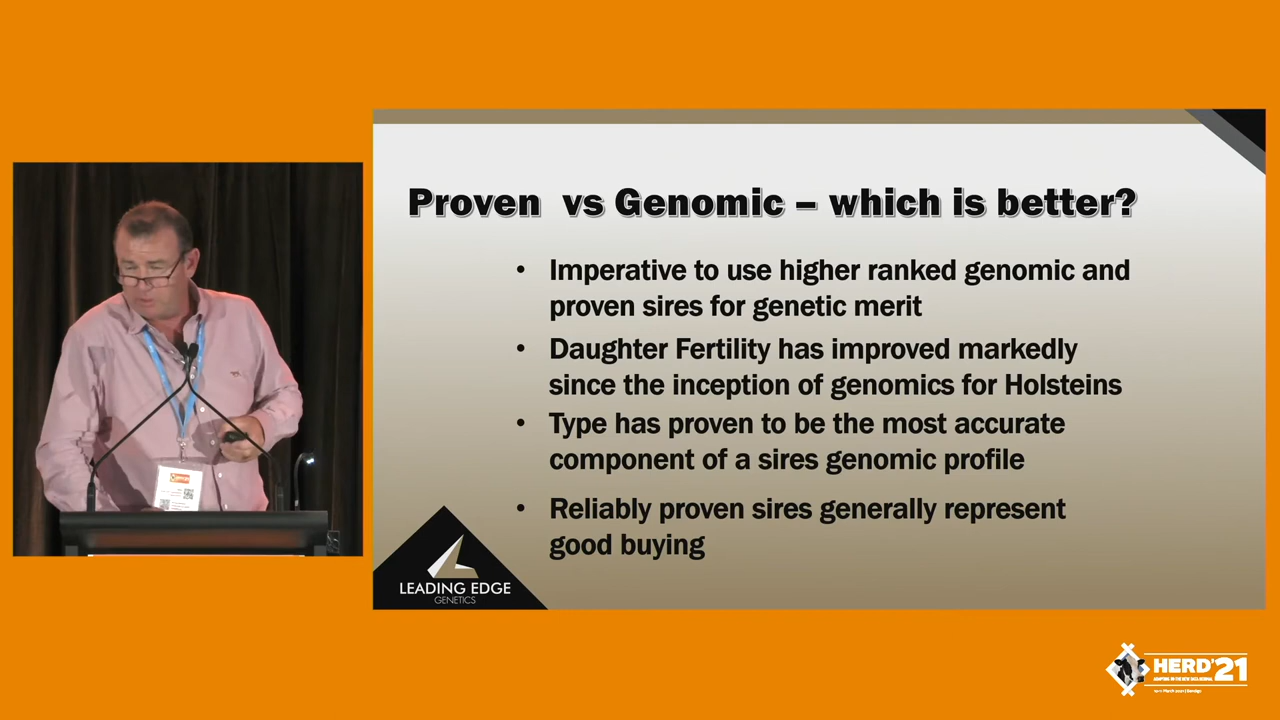 Proven vs Genomic – which is better?
• Imperative to use higher ranked genomic and
proven sires for genetic merit
• Daughter Fertility has improved markedly
since the inception of genomics for Holsteins
• Type has proven to be the most accurate
component of a sires genomic profile
• Reliably proven sires generally represent
good buying
LEADING EDGE
GENETICS
HERD'21